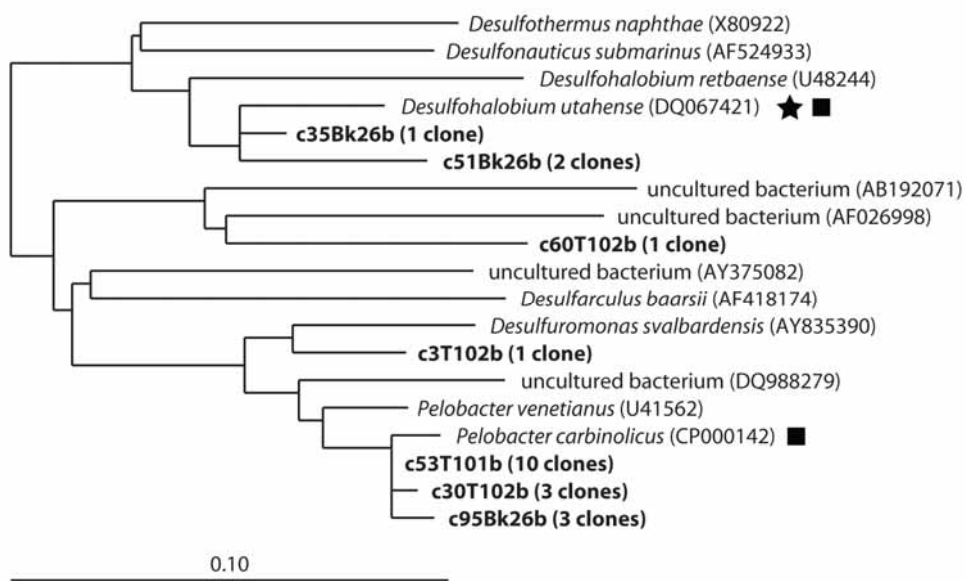 Desulfothermus naphthae (X80922)
Desulfonauticus submarinus (AF524933)
Desulfohalobium retbaense (U48244)
Desulfohalobium utahense (DQ067421)
c35Bk26b (1 clone)
c51Bk26b (2 clones)
uncultured bacterium (AB192071)
uncultured bacterium (AF026998)
c60T102b (1 clone)
uncultured bacterium (AY375082)
Desulfarculus baarsii (AF418174)
Desulfuromonas svalbardensis (AY835390)
c3T102b (1 clone)
uncultured bacterium (DQ988279)
Pelobacter venetianus (U41562)
Pelobacter carbinolicus (CP000142)
c53T101b (10 clones)
c30T102b (3 clones)
c95Bk26b (3 clones)
0.10